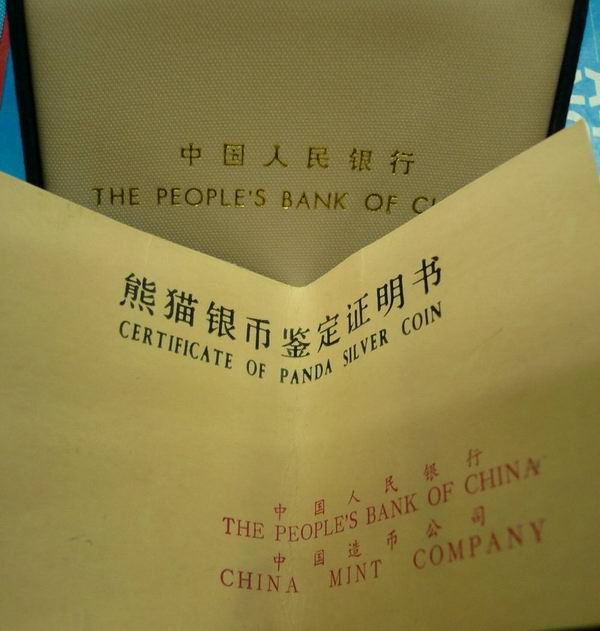 中国人民银行
THE PEOPLE'S BANK OF
熊猫银币鉴定证明书
CERTIFICATE OF PANDA SILVER COIN
中国人民银行
THE PEOPLE'S BANK OF CHINA
中国造币公司
CHINA MINT COMPANY